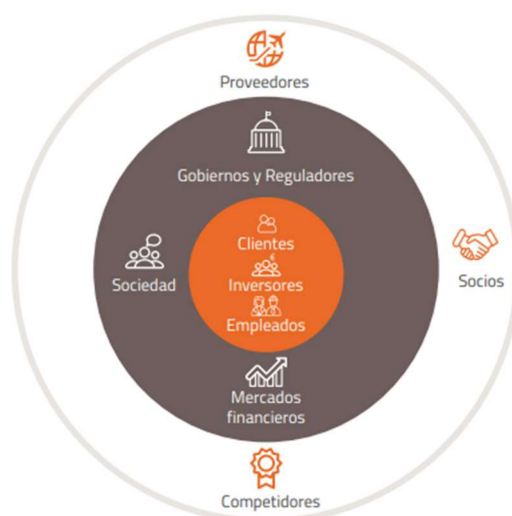 Proveedores
Gobiernos y Reguladores
Clientes
Inversores
Empleados
Sociedad
Socios
Mercados
financieros
Competidores